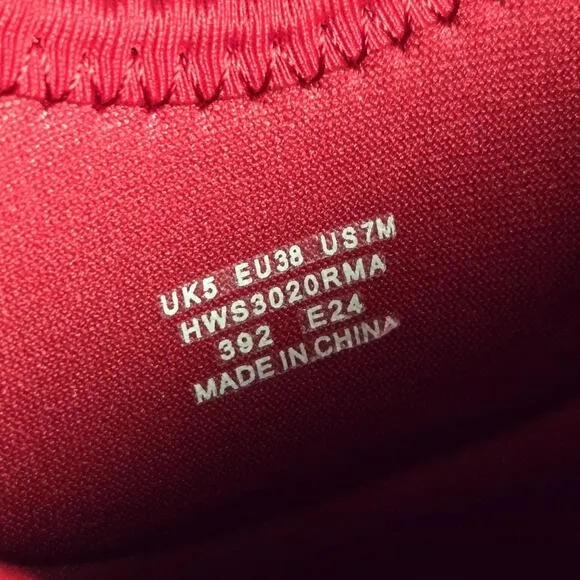 UK5 EU38 US7M
HWS3020RMA
392 E24
MADE IN CHINA